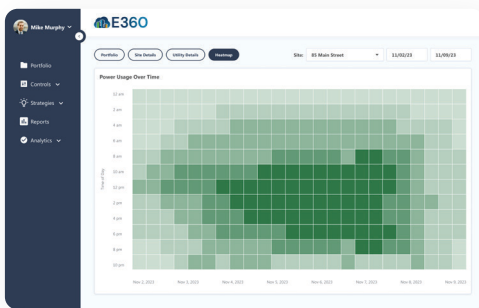 Mike Murphy
E360
Portfolio
Site Details
Utility Details
Heatmap
Site:
85 Main Street
11/02/23
11/09/23
Portfolio
Controls
Strategies
Reports
Analytics
Power Usage Over Time
Time of Day
12 am
2 am
4 am
6 am
8 am
10 am
12 pm
2 pm
4 pm
6 pm
8 pm
10 pm
Nov 2, 2023
Nov 3, 2023
Nov 4, 2023
Nov 5, 2023
Nov 6, 2023
Nov 7, 2023
Nov 8, 2023
Nov 9, 2023